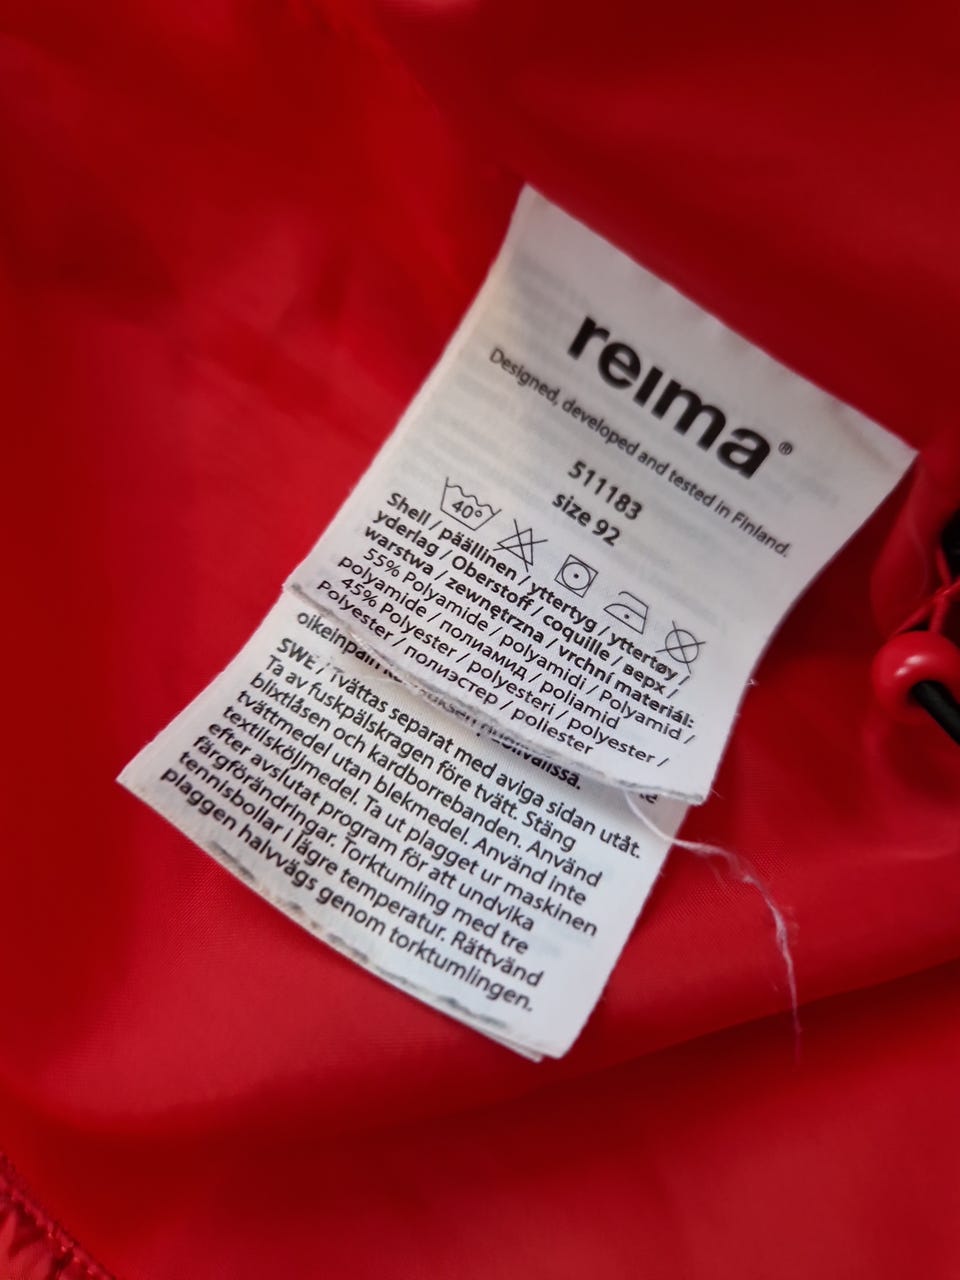 reima®
Designed, developed and tested in Finland.
511183
size 92
40°
Shell / päällinen / yttertyg / yttertøy /
yderlag / Oberstoff / coquille / верх /
warstwa / zewnętrzna / vrchní materiál:
55% Polyamide / polyamidi / Polyamid /
polyamide / полиамид / poliamid
45% Polyester / polyesteri / polyester /
Polyester / полиэстер / poliester
oikeinpäin
SWE / Tvättas separat med aviga sidan utåt.
Ta av fuskpälskragen före tvätt. Stäng
blixtlåsen och kardborrebanden. Använd
tvättmedel utan blekmedel. Använd inte
textilsköljmedel. Ta ut plagget ur maskinen
efter avslutat program för att undvika
färgförändringar. Torktumling med tre
tennisbollar i lägre temperatur. Rättvänd
plaggen halvvägs genom torktumlingen.